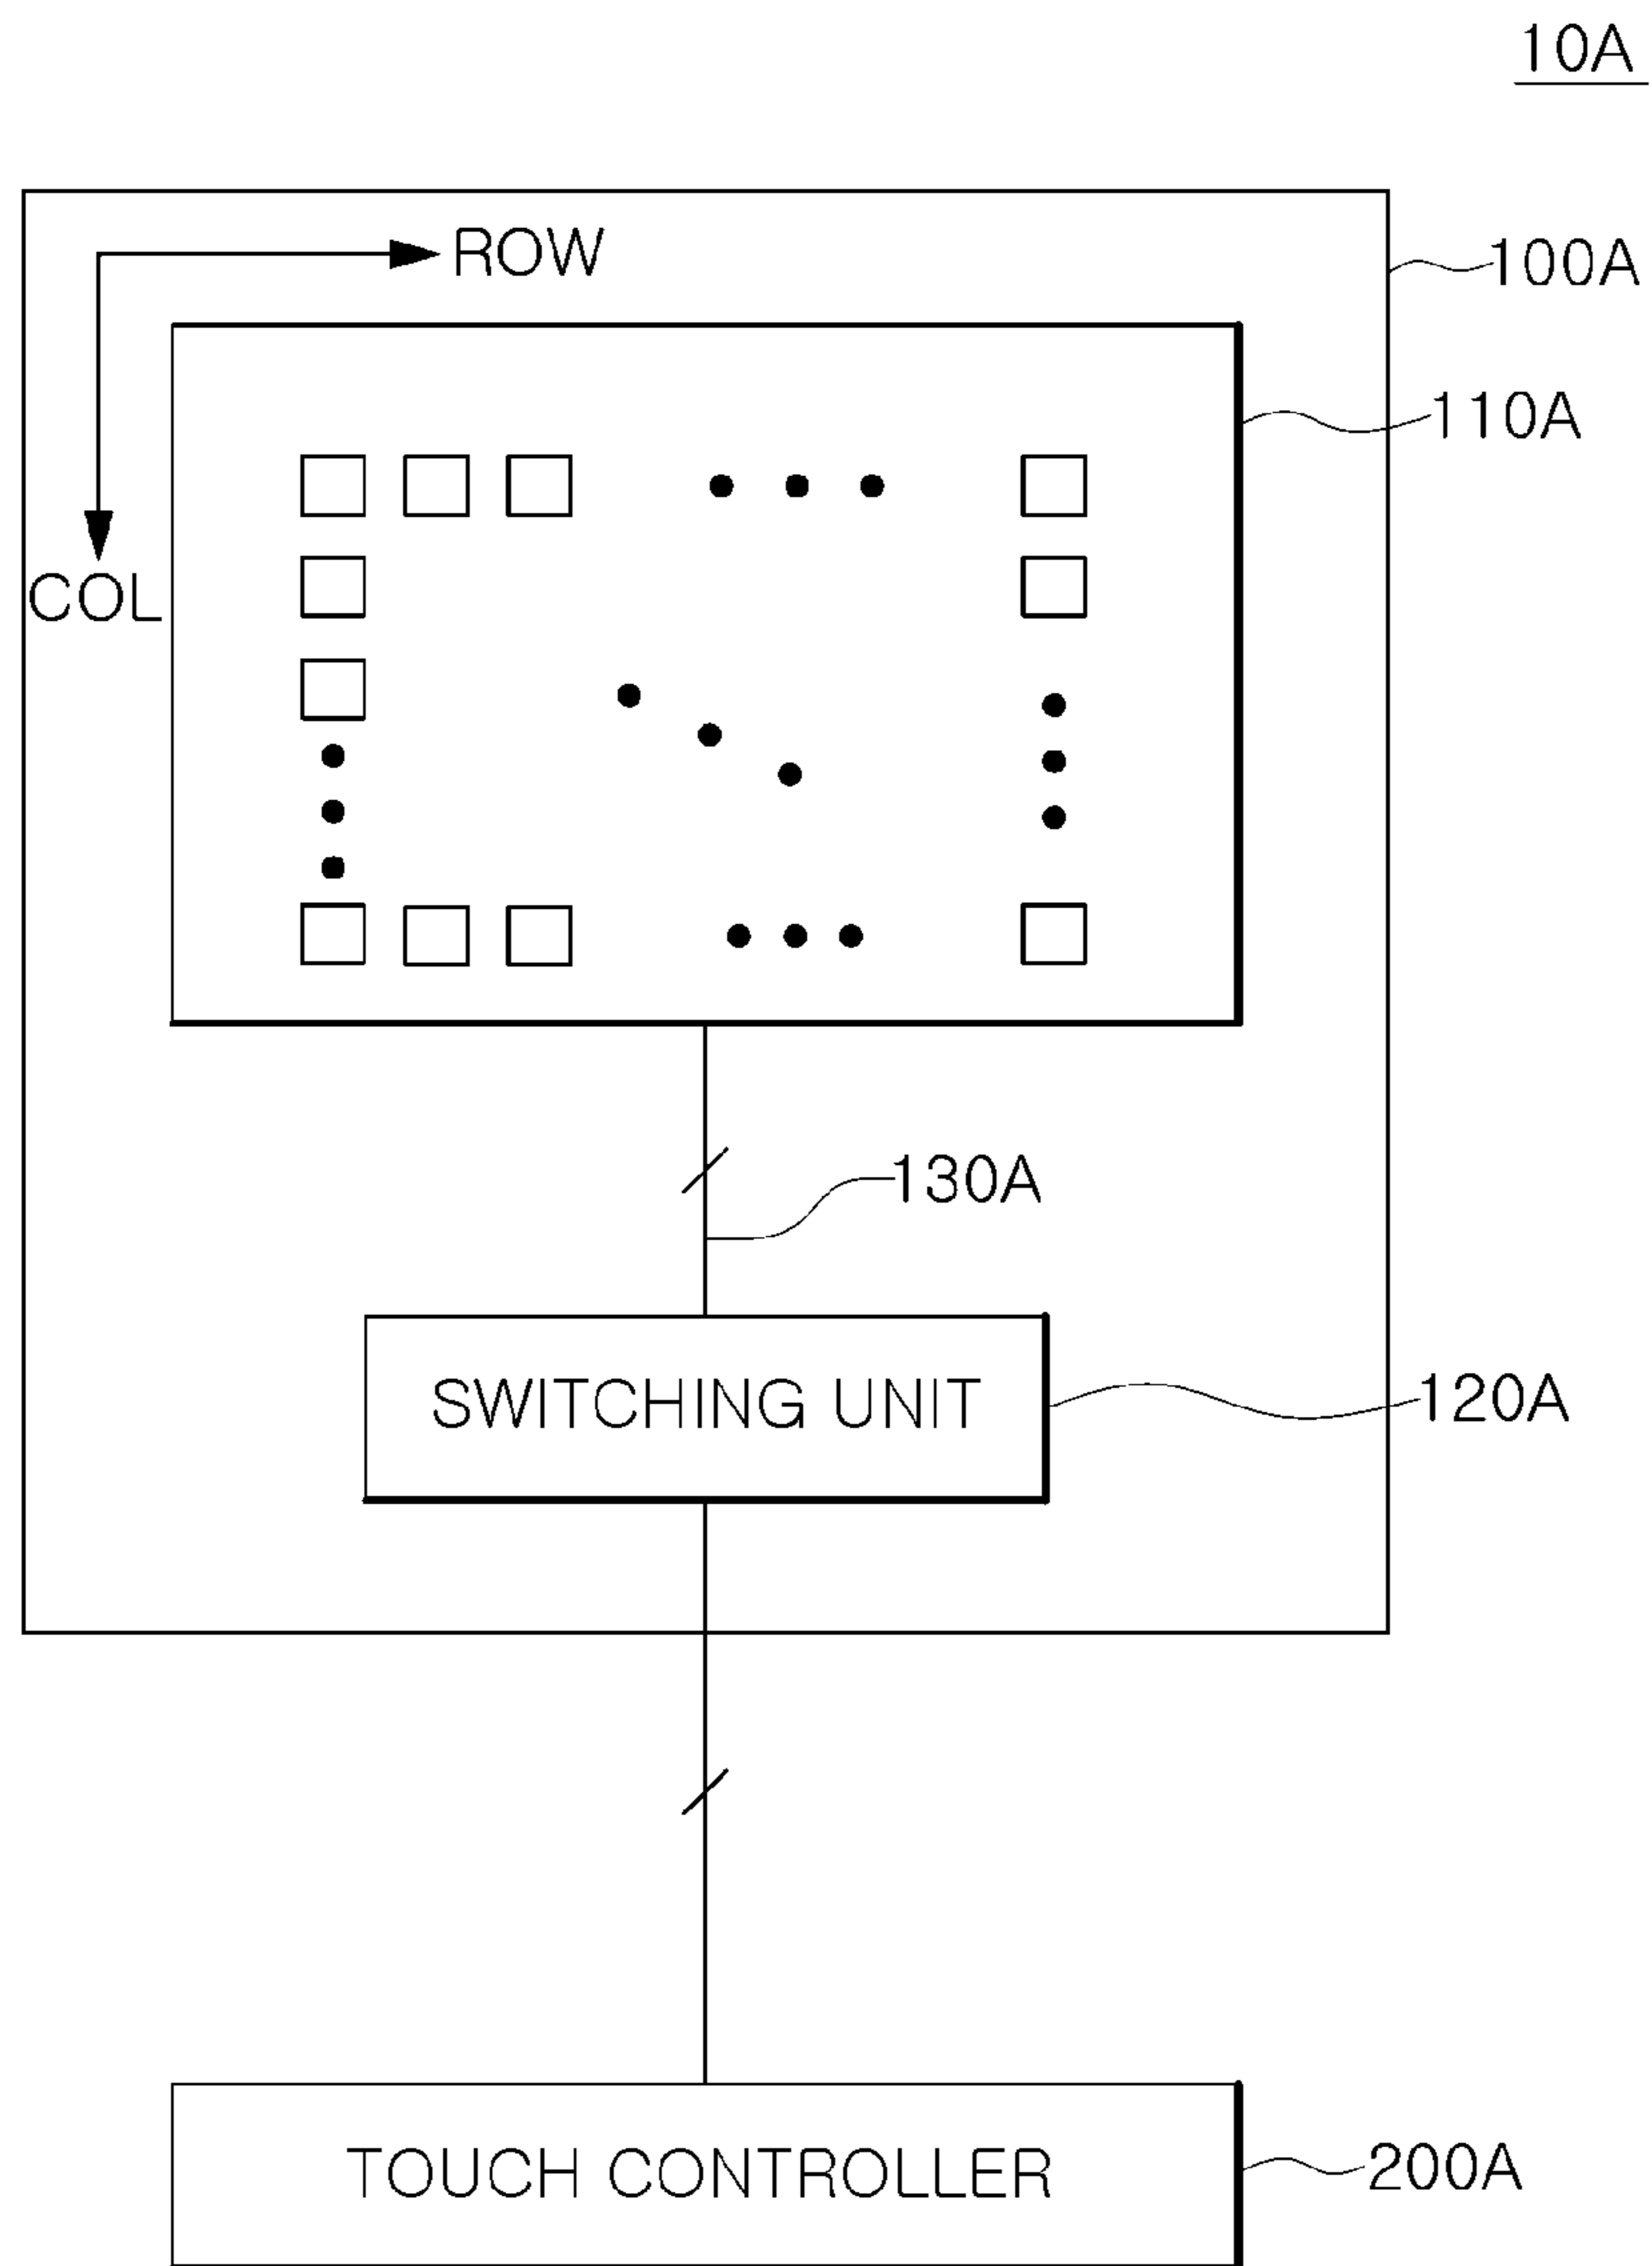 10A
ROW
100A
110A
COL
130A
SWITCHING UNIT
120A
TOUCH CONTROLLER
200A